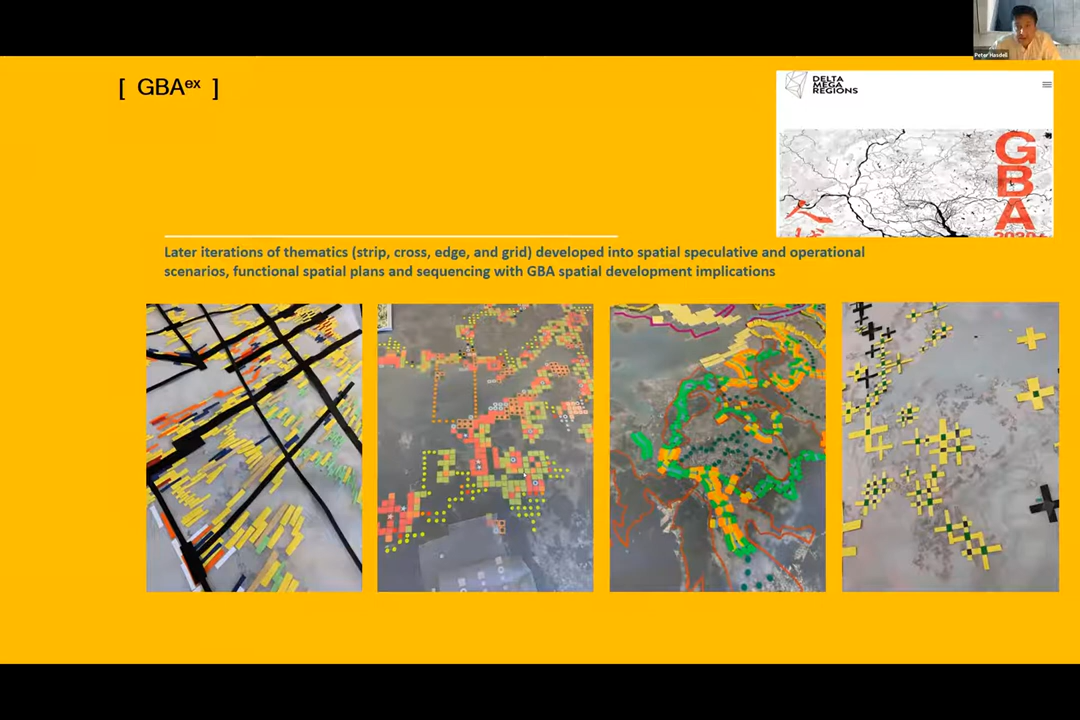 Peter Hasdell
[ GBAex ]
DELTA
MEGA
REGIONS
G
B
A
Later iterations of thematics (strip, cross, edge, and grid) developed into spatial speculative and operational
scenarios, functional spatial plans and sequencing with GBA spatial development implications